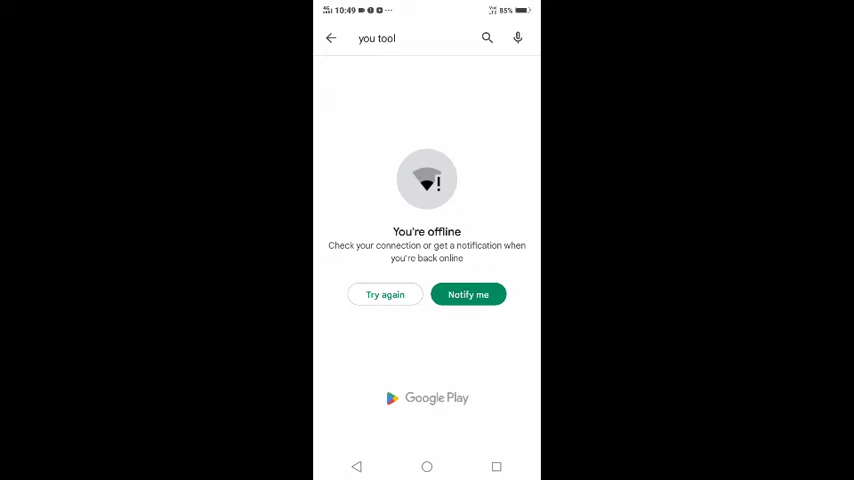 10:49 85%
you tool
You're offline
Check your connection or get a notification when
you're back online
Try again Notify me
Google Play